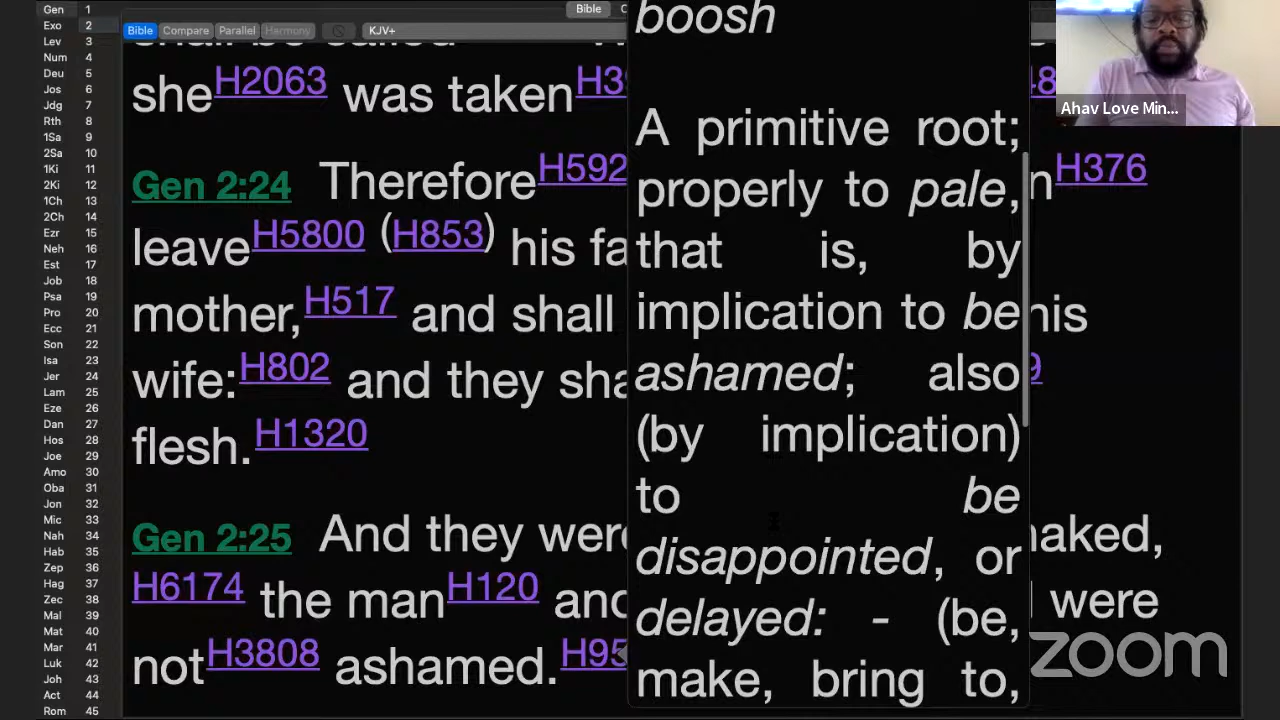 Gen 1
Exo 2
Lev 3
Num 4
Deu 5
Jos 6
Jdg 7
Rth 8
1Sa 9
2Sa 10
1Ki 11
2Ki 12
1Ch 13
2Ch 14
Ezr 15
Neh 16
Est 17
Job 18
Psa 19
Pro 20
Ecc 21
Son 22
Isa 23
Jer 24
Lam 25
Eze 26
Dan 27
Hos 28
Joe 29
Amo 30
Oba 31
Jon 32
Mic 33
Nah 34
Hab 35
Zep 36
Hag 37
Zec 38
Mal 39
Mat 40
Mar 41
Luk 42
Joh 43
Act 44
Rom 45
Bible
Bible Compare Parallel Harmony KJV+
shall be called
she H2063 was taken H3
Gen 2:24 Therefore H592 n H376
leave H5800 (H853) his fa
mother, H517 and shall his
wife: H802 and they sha 9
flesh. H1320
Gen 2:25 And they were naked,
H6174 the man H120 and were
not H3808 ashamed. H95
boosh
A primitive root;
properly to pale,
that is, by
implication to be
ashamed; also
(by implication)
to be
disappointed, or
delayed: - (be,
make, bring to,
Ahav Love Min...
zoom